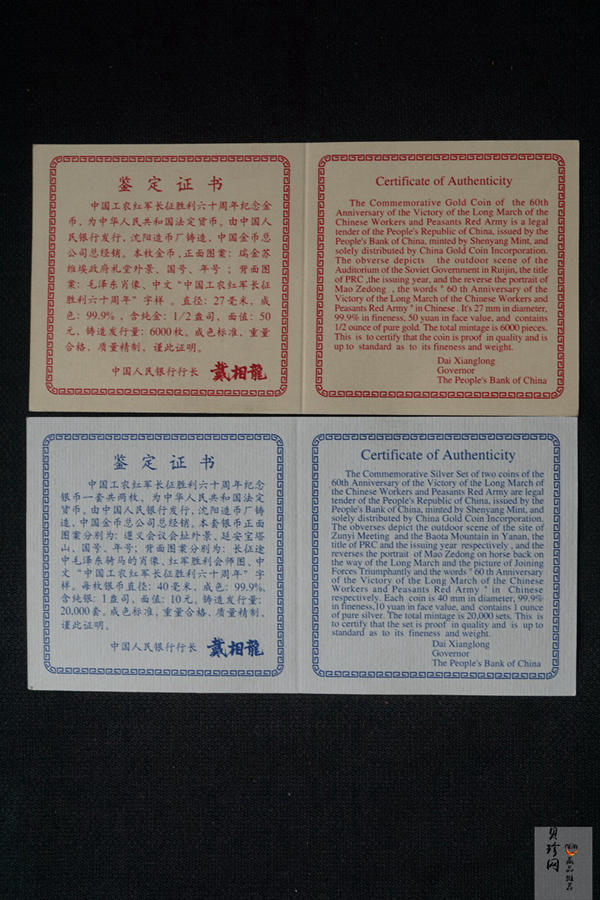 鉴定证书
中国工农红军长征胜利六十周年纪念金
币，为中华人民共和国法定货币。由中国人
民银行发行，沈阳造币厂铸造，中国金币总
公司总经销。本枚金币，正面图案：瑞金苏
维埃政府礼堂外景、国号、年号；背面图
案：毛泽东肖像、中文“中国工农红军长征
胜利六十周年”字样。直径：27毫米，成
色：99.9%，含纯金：1/2盎司，面值：50
元，铸造发行量：6000枚。成色标准，重量
合格，质量精制，谨此证明。
中国人民银行行长 戴相龍
Certificate of Authenticity
The Commemorative Gold Coin of the 60th
Anniversary of the Victory of the Long March of the
Chinese Workers and Peasants Red Army is a legal
tender of the People's Republic of China, issued by the
People's Bank of China, minted by Shenyang Mint, and
solely distributed by China Gold Coin Incorporation.
The obverse depicts the outdoor scene of the
Auditorium of the Soviet Government in Ruijin, the title
of PRC ,the issuing year, and the reverse the portrait of
Mao Zedong , the words " 60 th Anniversary of the
Victory of the Long March of the Chinese Workers and
Peasants Red Army " in Chinese . It's 27 mm in diameter,
99.9% in fineness, 50 yuan in face value, and contains
1/2 ounce of pure gold. The total mintage is 6000 pieces.
This is to certify that the coin is proof in quality and is
up to standard as to its fineness and weight.
Dai Xianglong
Governor
The People's Bank of China
鉴定证书
中国工农红军长征胜利六十周年纪念
银币一套共两枚，为中华人民共和国法定
货币。由中国人民银行发行，沈阳造币厂铸
造，中国金币总公司总经销。本套银币正面
图案分别为：遵义会议会址外景、延安宝塔
山、国号、年号；背面图案分别为：长征途
中毛泽东骑马的肖像、红军胜利会师图、中
文“中国工农红军长征胜利六十周年”字
样。每枚银币直径：40毫米，成色：99.9%，
含纯银：1盎司，面值：10元，铸造发行量：
20,000套。成色标准，重量合格，质量精制，
谨此证明。
中国人民银行行长 戴相龍
Certificate of Authenticity
The Commemorative Silver Set of two coins of the
60th Anniversary of the Victory of the Long March of
the Chinese Workers and Peasants Red Army are legal
tender of the People's Republic of China, issued by the
People's Bank of China, minted by Shenyang Mint, and
solely distributed by China Gold Coin Incorporation.
The obverses depict the outdoor scene of the site of
Zunyi Meeting and the Baota Mountain in Yanan, the
title of PRC and the issuing year respectively , and the
reverses the portrait of Mao Zedong on horse back on
the way of the Long March and the picture of Joining
Forces Triumphantly and the words " 60 th Anniversary
of the Victory of the Long March of the Chinese
Workers and Peasants Red Army " in Chinese
respectively. Each coin is 40 mm in diameter, 99.9%
in fineness,10 yuan in face value, and contains 1 ounce
of pure silver. The total mintage is 20,000 sets. This is
to certify that the set is proof in quality and is up to
standard as to its fineness and weight.
Dai Xianglong
Governor
The People's Bank of China
贝珍网
藏品推荐